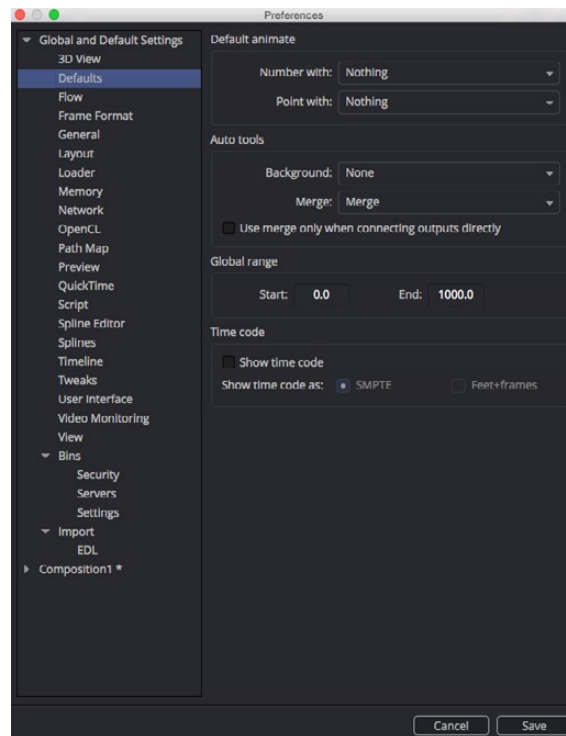 Preferences
Global and Default Settings
3D View
Defaults
Flow
Frame Format
General
Layout
Loader
Memory
Network
OpenCL
Path Map
Preview
QuickTime
Script
Spline Editor
Splines
Timeline
Tweaks
User Interface
Video Monitoring
View
Bins
Security
Servers
Settings
Import
EDL
Composition1 *
Default animate
Number with: Nothing
Point with: Nothing
Auto tools
Background: None
Merge: Merge
Use merge only when connecting outputs directly
Global range
Start: 0.0 End: 1000.0
Time code
Show time code
Show time code as: SMPTE Feet+frames
Cancel Save